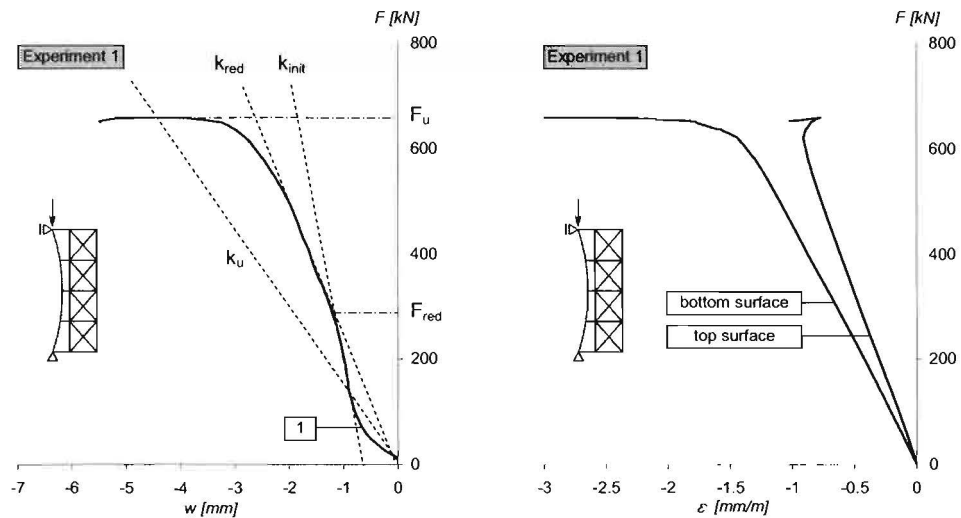 F [kN]
800
Experiment 1
k_red
k_init
F_u
600
400
k_u
F_red
200
1
0
-7 -6 -5 -4 -3 -2 -1 0
w [mm]
F [kN]
800
Experiment 1
600
400
bottom surface
top surface
200
0
-3 -2.5 -2 -1.5 -1 -0.5 0
ε [mm/m]